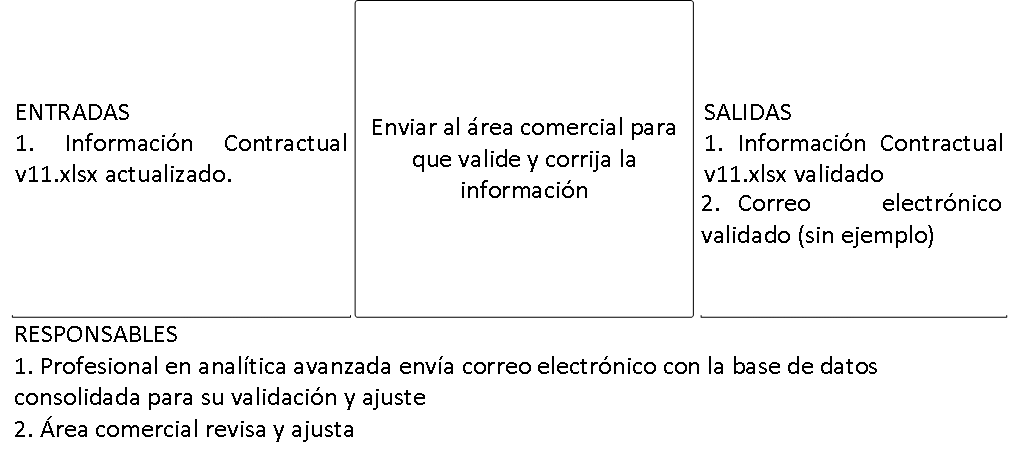 ENTRADAS
1. Información Contractual
v11.xlsx actualizado.
Enviar al área comercial para
que valide y corrija la
información
SALIDAS
1. Información Contractual
v11.xlsx validado
2. Correo electrónico
validado (sin ejemplo)
RESPONSABLES
1. Profesional en analítica avanzada envía correo electrónico con la base de datos
consolidada para su validación y ajuste
2. Área comercial revisa y ajusta